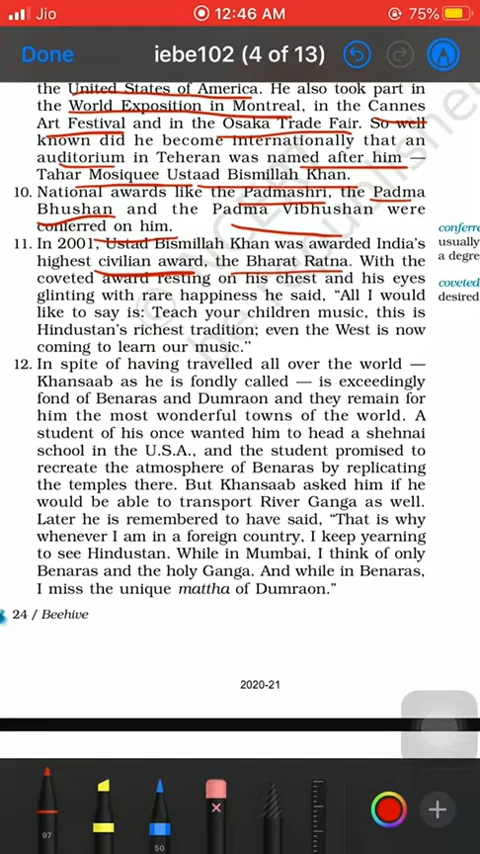 Jio
12:46 AM
75%
Done
iebe102 (4 of 13)
the United States of America. He also took part in
the World Exposition in Montreal, in the Cannes
Art Festival and in the Osaka Trade Fair. So well
known did he become internationally that an
auditorium in Teheran was named after him —
Tahar Mosiquee Ustaad Bismillah Khan.
10. National awards like the Padmashri, the Padma
Bhushan and the Padma Vibhushan were
conferred on him.
11. In 2001, Ustad Bismillah Khan was awarded India's
highest civilian award, the Bharat Ratna. With the
coveted award resting on his chest and his eyes
glinting with rare happiness he said, “All I would
like to say is: Teach your children music, this is
Hindustan's richest tradition; even the West is now
coming to learn our music.”
conferre
usually
a degre
coveted
desired
12. In spite of having travelled all over the world —
Khansaab as he is fondly called — is exceedingly
fond of Benaras and Dumraon and they remain for
him the most wonderful towns of the world. A
student of his once wanted him to head a shehnai
school in the U.S.A., and the student promised to
recreate the atmosphere of Benaras by replicating
the temples there. But Khansaab asked him if he
would be able to transport River Ganga as well.
Later he is remembered to have said, “That is why
whenever I am in a foreign country, I keep yearning
to see Hindustan. While in Mumbai, I think of only
Benaras and the holy Ganga. And while in Benaras,
I miss the unique mattha of Dumraon.”
24 / Beehive
2020-21
97
50